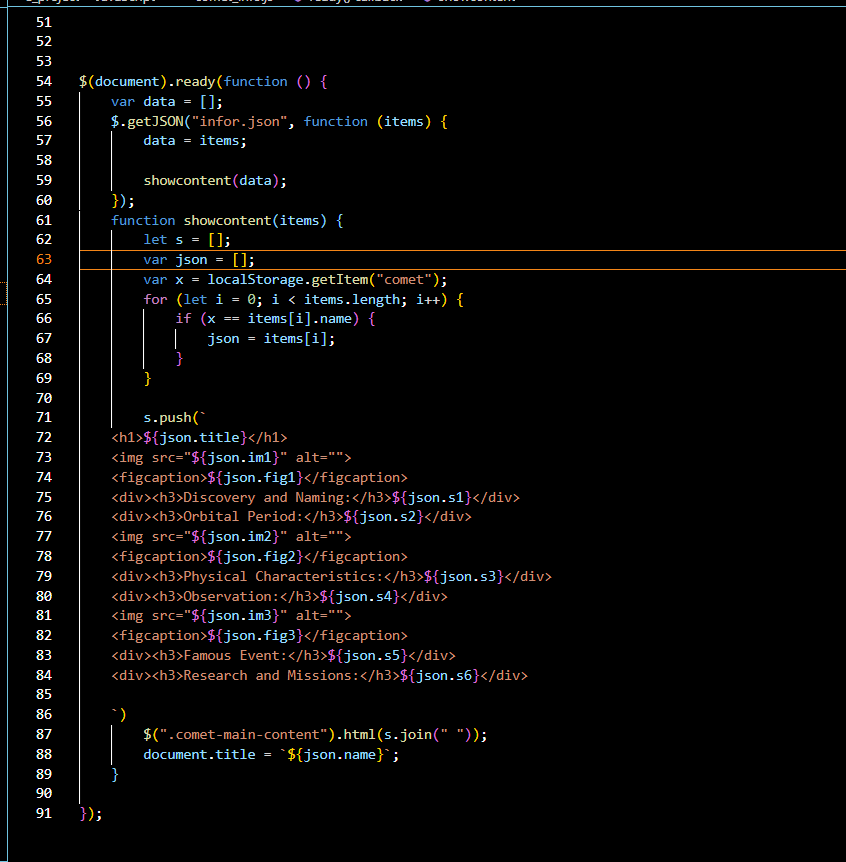 51
52
53
54 $(document).ready(function () {
55     var data = [];
56     $.getJSON("infor.json", function (items) {
57         data = items;
58
59         showcontent(data);
60     });
61     function showcontent(items) {
62         let s = [];
63         var json = [];
64         var x = localStorage.getItem("comet");
65         for (let i = 0; i < items.length; i++) {
66             if (x == items[i].name) {
67                 json = items[i];
68             }
69         }
70
71         s.push(`
72     <h1>${json.title}</h1>
73     <img src="${json.im1}" alt="">
74     <figcaption>${json.fig1}</figcaption>
75     <div><h3>Discovery and Naming:</h3>${json.s1}</div>
76     <div><h3>Orbital Period:</h3>${json.s2}</div>
77     <img src="${json.im2}" alt="">
78     <figcaption>${json.fig2}</figcaption>
79     <div><h3>Physical Characteristics:</h3>${json.s3}</div>
80     <div><h3>Observation:</h3>${json.s4}</div>
81     <img src="${json.im3}" alt="">
82     <figcaption>${json.fig3}</figcaption>
83     <div><h3>Famous Event:</h3>${json.s5}</div>
84     <div><h3>Research and Missions:</h3>${json.s6}</div>
85
86     `)
87         $(".comet-main-content").html(s.join(" "));
88         document.title = `${json.name}`;
89     }
90
91 });